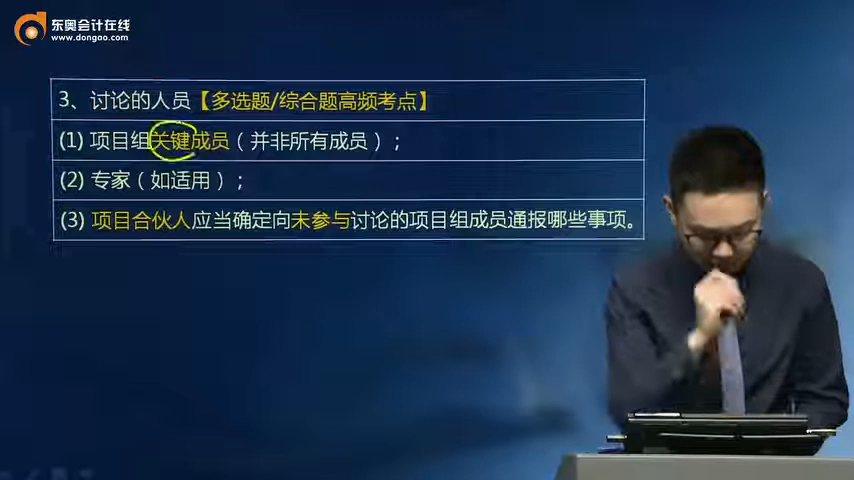 东奥会计在线
www.dongao.com
3、讨论的人员【多选题/综合题高频考点】
(1) 项目组关键成员（并非所有成员）；
(2) 专家（如适用）；
(3) 项目合伙人应当确定向未参与讨论的项目组成员通报哪些事项。